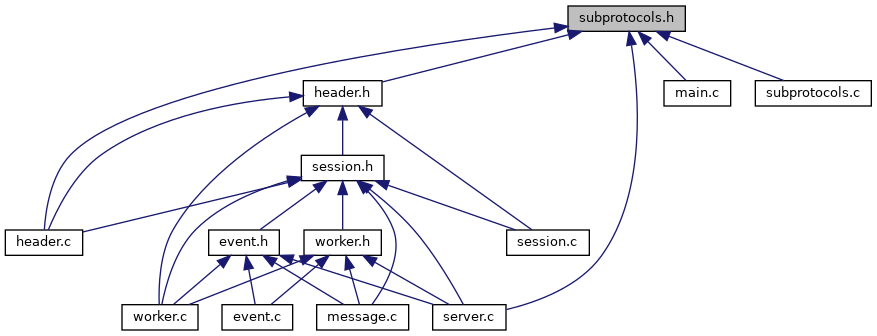 subprotocols.h
header.h
main.c
subprotocols.c
session.h
header.c
event.h
worker.h
session.c
worker.c
event.c
message.c
server.c